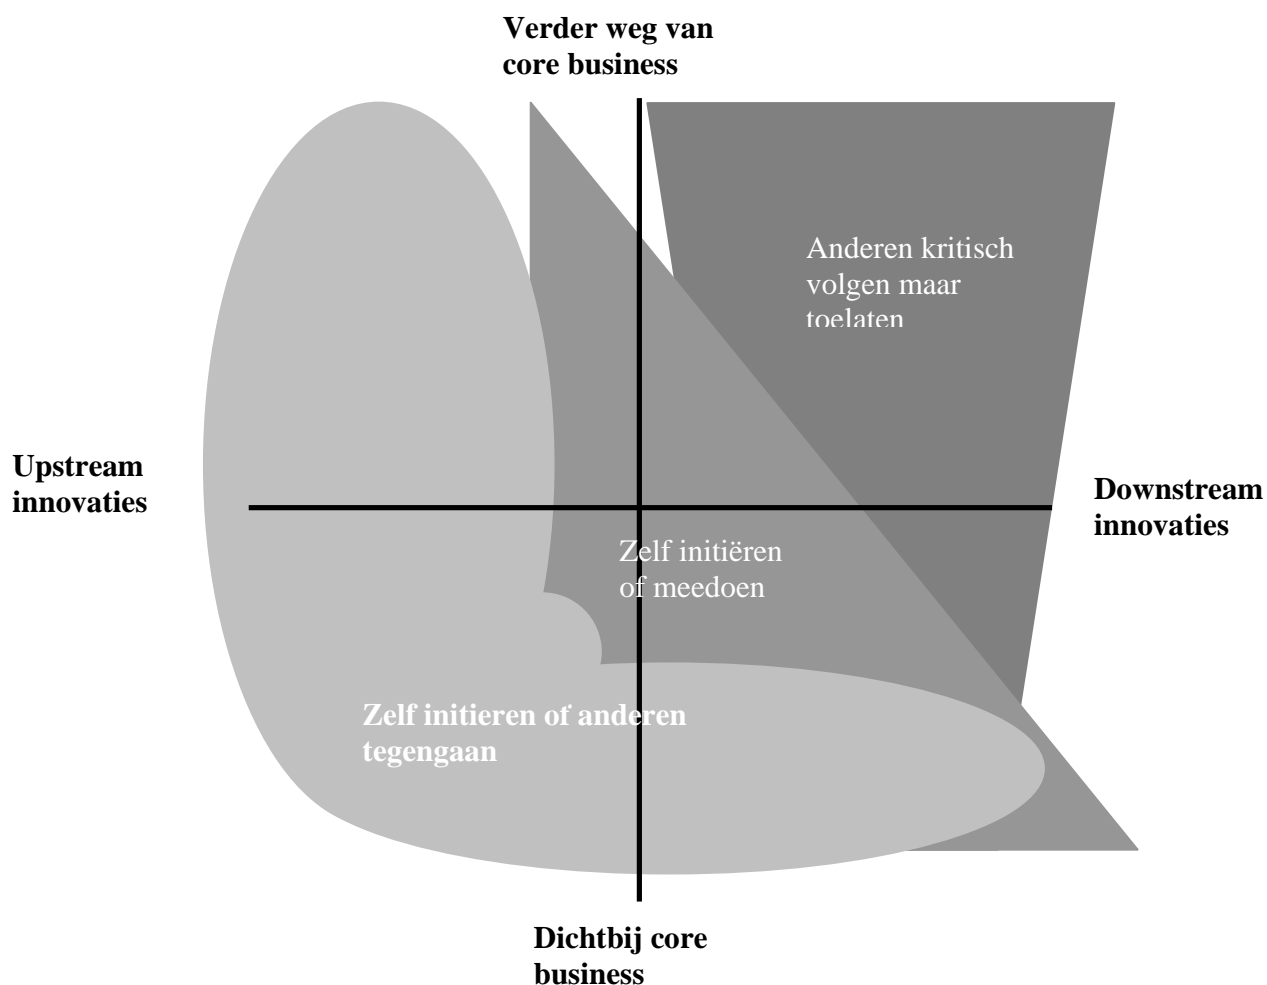 Verder weg van
core business
Anderen kritisch
volgen maar
toelaten
Upstream
innovaties
Downstream
innovaties
Zelf initiëren
of meedoen
Zelf initieren of anderen
tegengaan
Dichtbij core
business